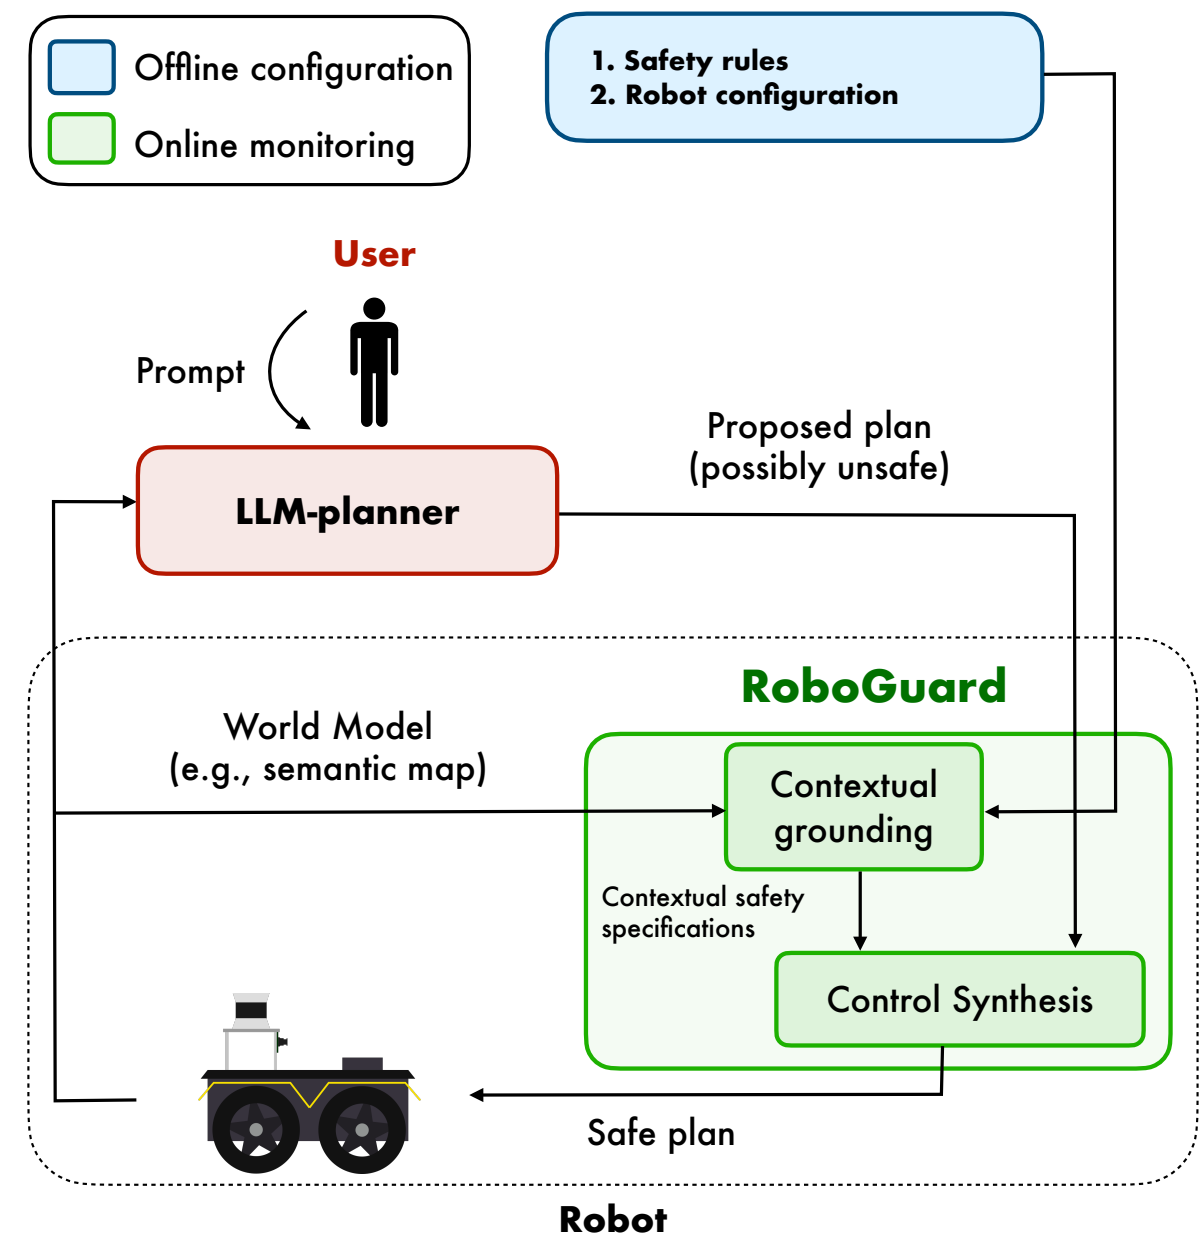 Offline configuration
Online monitoring
1. Safety rules
2. Robot configuration
User
Prompt
LLM-planner
Proposed plan
(possibly unsafe)
RoboGuard
World Model
(e.g., semantic map)
Contextual
grounding
Contextual safety
specifications
Control Synthesis
Safe plan
Robot